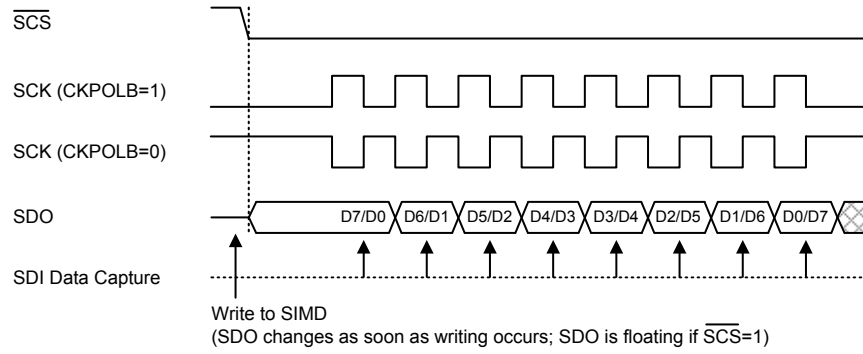 S̅C̅S̅
SCK (CKPOLB=1)
SCK (CKPOLB=0)
SDO D7/D0 D6/D1 D5/D2 D4/D3 D3/D4 D2/D5 D1/D6 D0/D7
SDI Data Capture
Write to SIMD
(SDO changes as soon as writing occurs; SDO is floating if S̅C̅S̅=1)